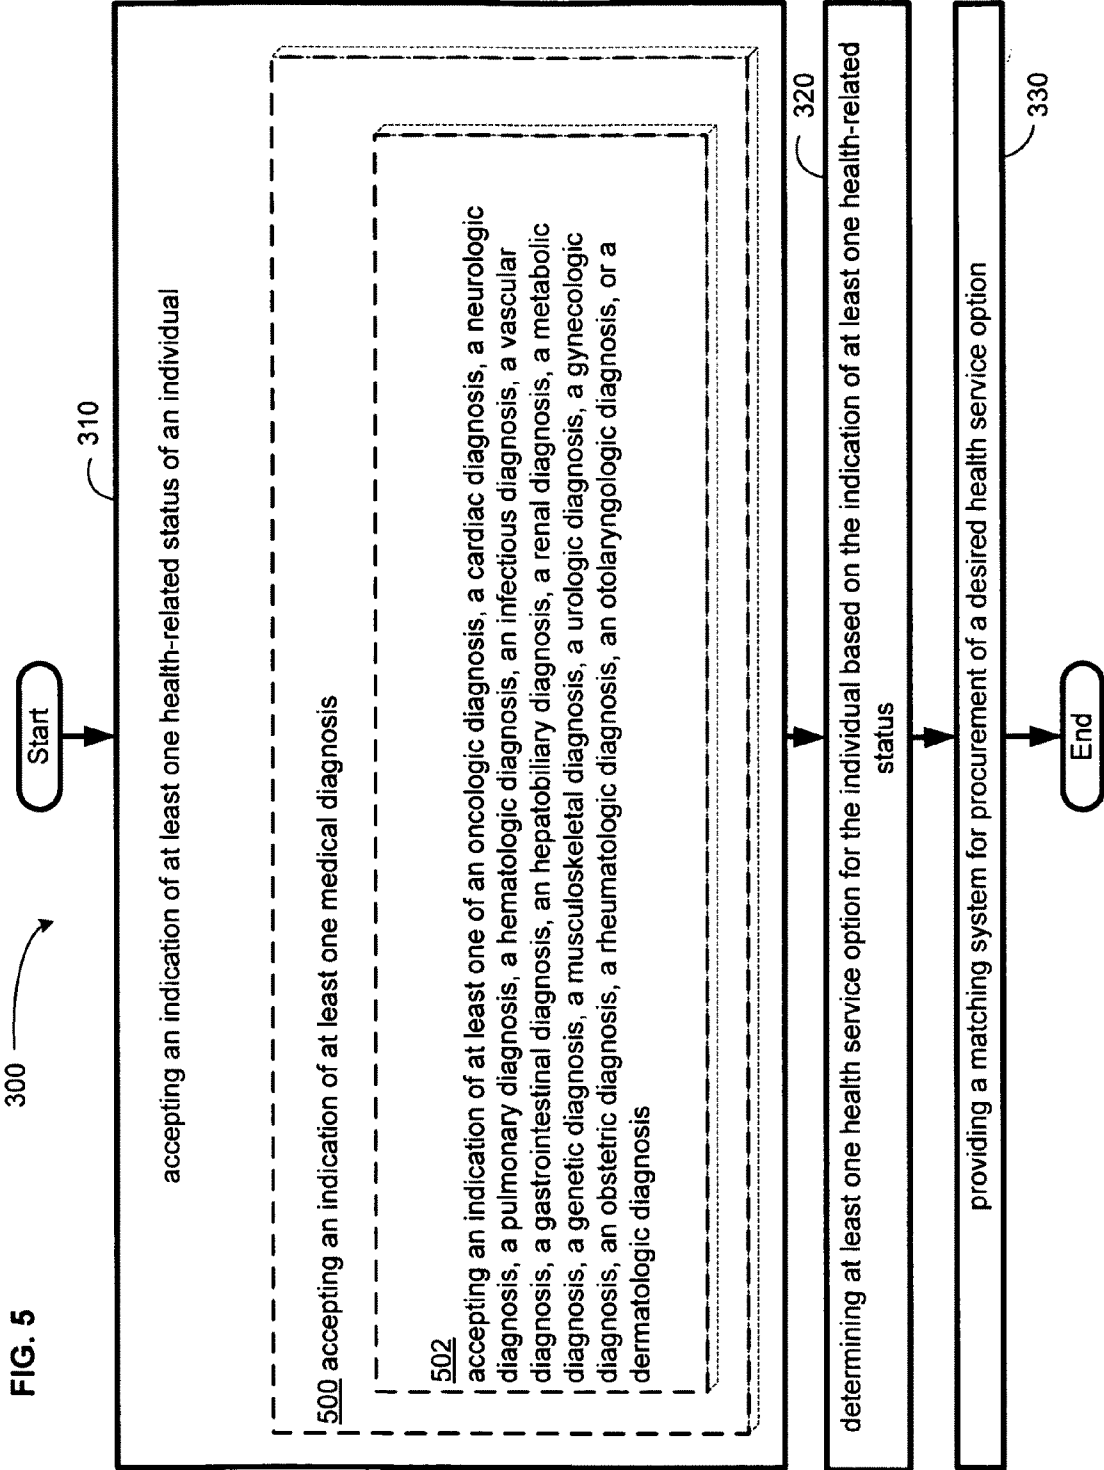 FIG. 5
300
Start
310
accepting an indication of at least one health-related status of an individual
500 accepting an indication of at least one medical diagnosis
502
accepting an indication of at least one of an oncologic diagnosis, a cardiac diagnosis, a neurologic
diagnosis, a pulmonary diagnosis, a hematologic diagnosis, an infectious diagnosis, a vascular
diagnosis, a gastrointestinal diagnosis, an hepatobiliary diagnosis, a renal diagnosis, a metabolic
diagnosis, a genetic diagnosis, a musculoskeletal diagnosis, a urologic diagnosis, a gynecologic
diagnosis, an obstetric diagnosis, a rheumatologic diagnosis, an otolaryngologic diagnosis, or a
dermatologic diagnosis
320
determining at least one health service option for the individual based on the indication of at least one health-related
status
330
providing a matching system for procurement of a desired health service option
End